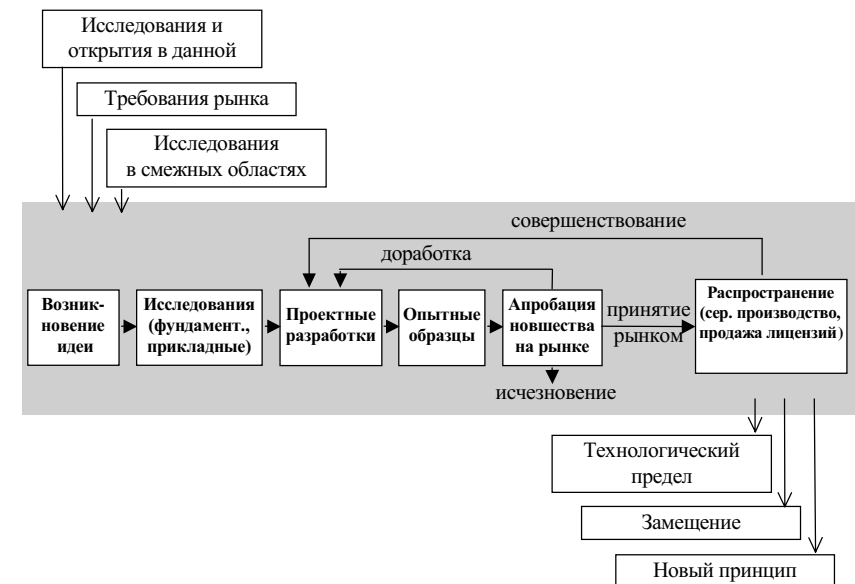 Исследования и
открытия в данной
Требования рынка
Исследования
в смежных областях
совершенствование
доработка
Возник-
новение
идеи
Исследования
(фундамент.,
прикладные)
Проектные
разработки
Опытные
образцы
Апробация
новшества
на рынке
принятие
рынком
Распространение
(сер. производство,
продажа лицензий)
исчезновение
Технологический
предел
Замещение
Новый принцип